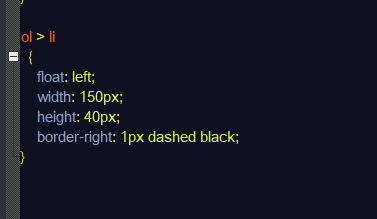 }
ol > li
{
float: left;
width: 150px;
height: 40px;
border-right: 1px dashed black;
}